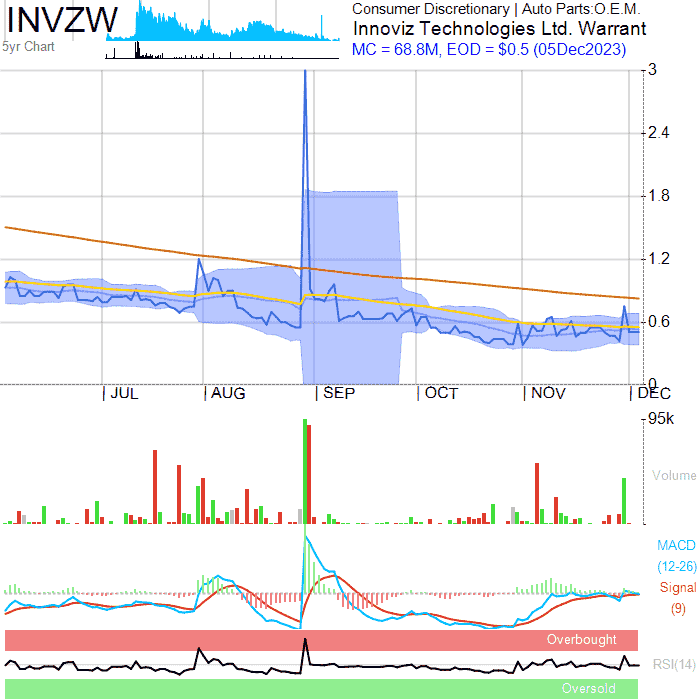 INVZW
5yr Chart
Consumer Discretionary | Auto Parts:O.E.M.
Innoviz Technologies Ltd. Warrant
MC = 68.8M, EOD = $0.5 (05Dec2023)
3
2.4
1.8
1.2
0.6
0
JUL AUG SEP OCT NOV DEC
95k
Volume
MACD
(12-26)
Signal
(9)
Overbought
RSI(14)
Oversold